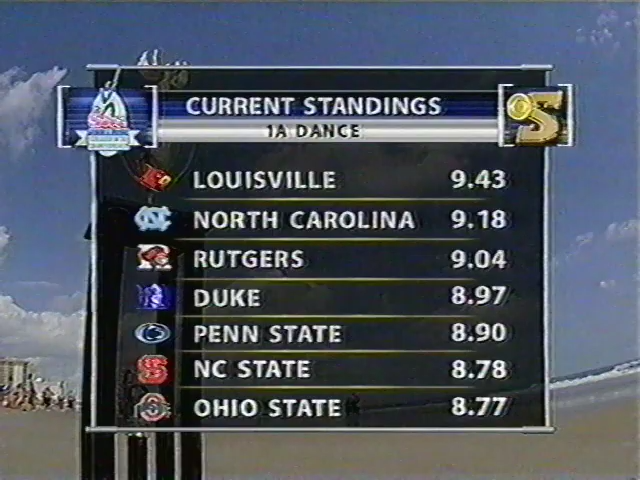 CURRENT STANDINGS
1A DANCE
S
LOUISVILLE 9.43
NC NORTH CAROLINA 9.18
R RUTGERS 9.04
D DUKE 8.97
PENN STATE 8.90
S NC STATE 8.78
O OHIO STATE 8.77